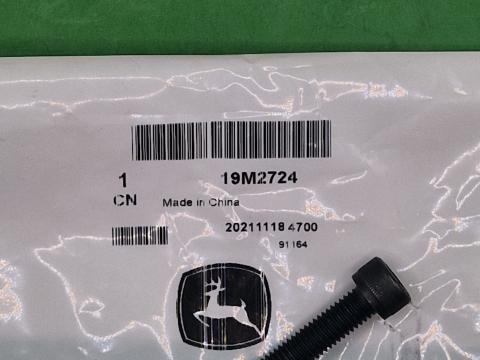 1 19M2724
CN Made in China
20211118 4700
91164